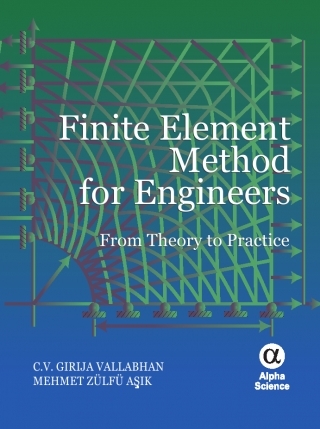 Finite Element
Method
for Engineers
From Theory to Practice
C.V. GIRIJA VALLABHAN
MEHMET ZÜLFÜ AŞIK
α
Alpha
Science